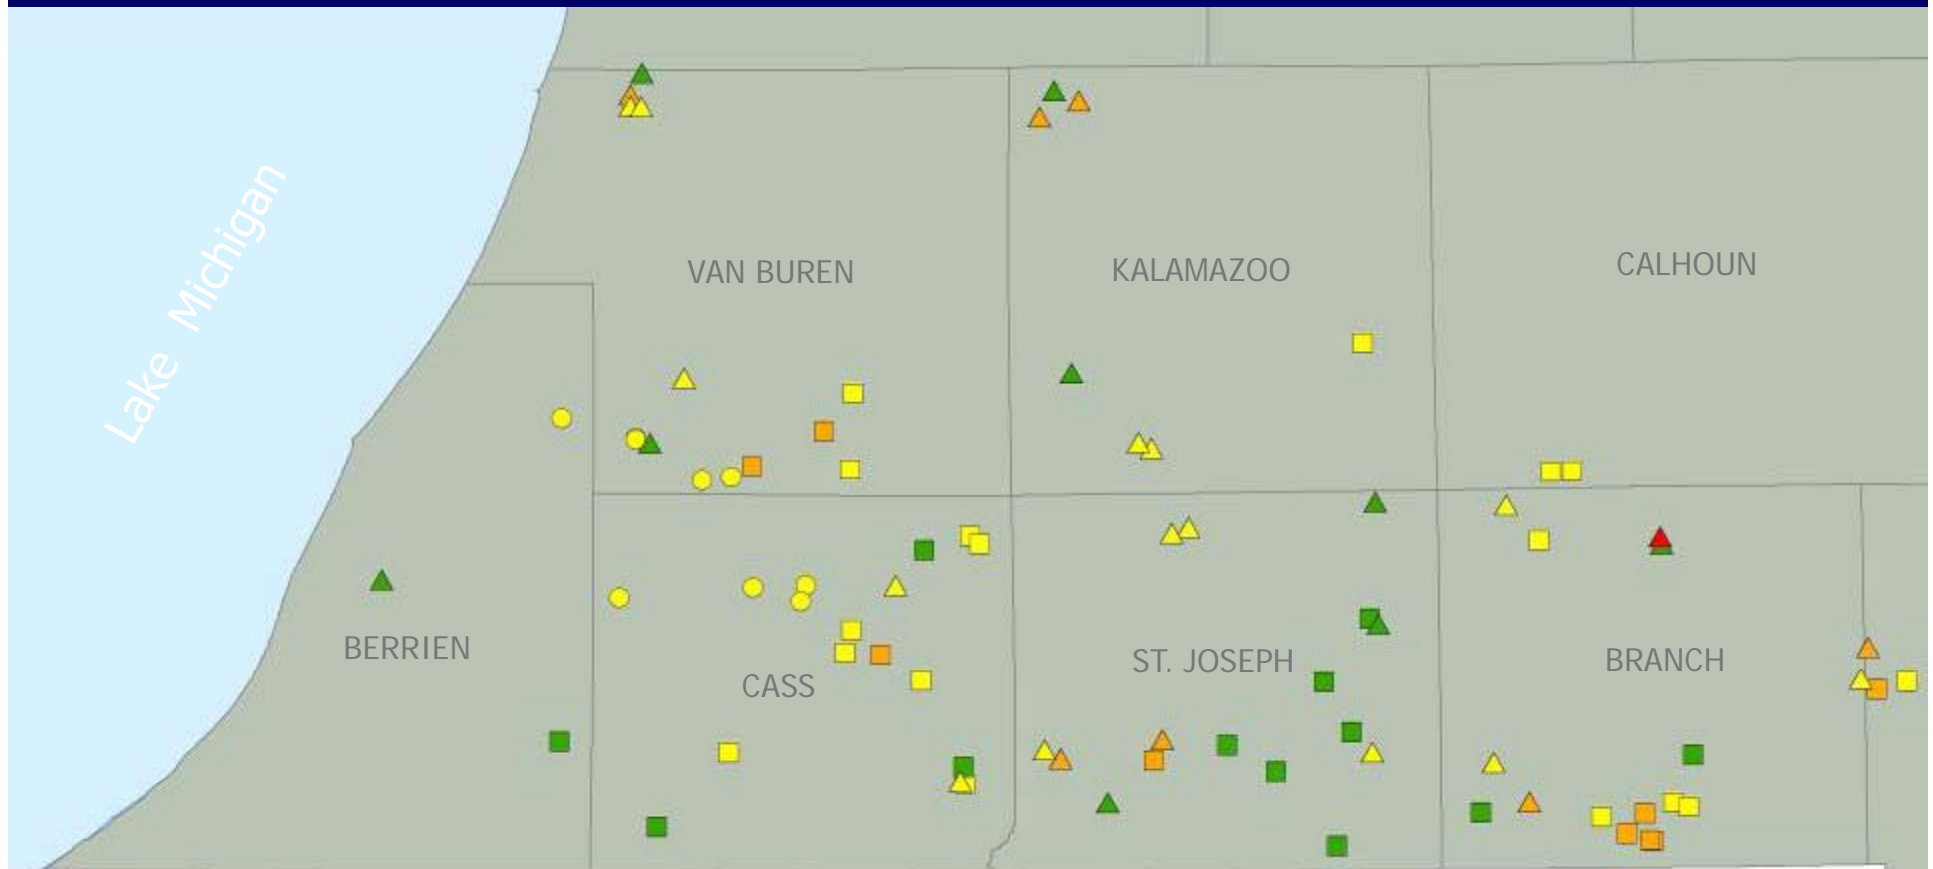 Lake Michigan
VAN BUREN
KALAMAZOO
CALHOUN
BERRIEN
CASS
ST. JOSEPH
BRANCH